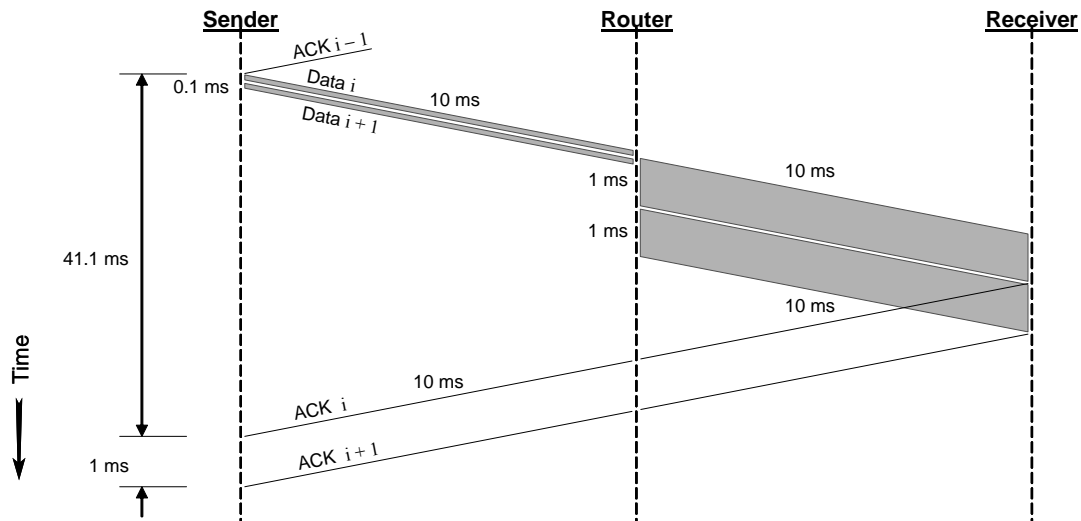 Sender
Router
Receiver
ACK i – 1
0.1 ms
Data i
10 ms
Data i + 1
10 ms
1 ms
1 ms
41.1 ms
10 ms
Time
10 ms
ACK i
ACK i + 1
1 ms